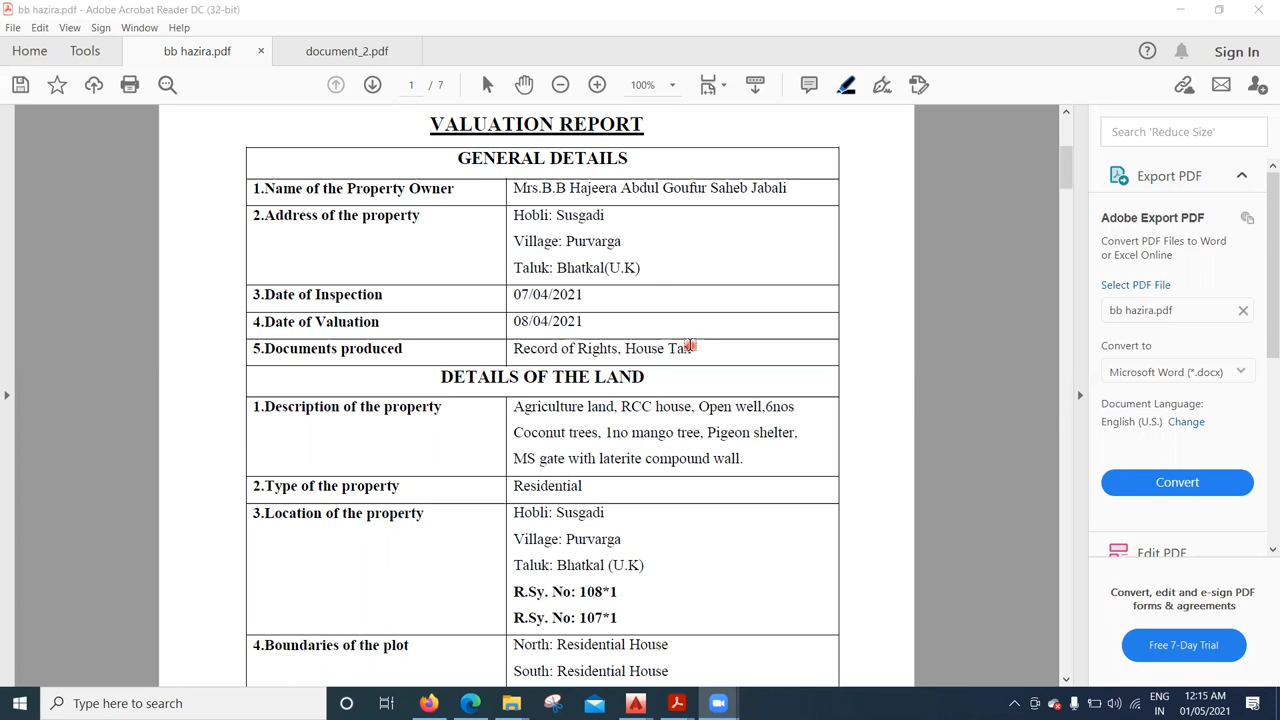 bb hazira.pdf - Adobe Acrobat Reader DC (32-bit)
File Edit View Sign Window Help
Home Tools bb hazira.pdf × document_2.pdf Sign In
1 / 7 100%
VALUATION REPORT
GENERAL DETAILS
1.Name of the Property Owner Mrs.B.B Hajeera Abdul Goufur Saheb Jabali
2.Address of the property Hobli: Susgadi
Village: Purvarga
Taluk: Bhatkal(U.K)
3.Date of Inspection 07/04/2021
4.Date of Valuation 08/04/2021
5.Documents produced Record of Rights, House Tax
DETAILS OF THE LAND
1.Description of the property Agriculture land, RCC house, Open well,6nos
Coconut trees, 1no mango tree, Pigeon shelter,
MS gate with laterite compound wall.
2.Type of the property Residential
3.Location of the property Hobli: Susgadi
Village: Purvarga
Taluk: Bhatkal (U.K)
R.Sy. No: 108*1
R.Sy. No: 107*1
4.Boundaries of the plot North: Residential House
South: Residential House
Search 'Reduce Size'
Export PDF
Adobe Export PDF
Convert PDF Files to Word
or Excel Online
Select PDF File
bb hazira.pdf
Convert to
Microsoft Word (*.docx)
Document Language:
English (U.S.) Change
Convert
Edit PDF
Convert, edit and e-sign PDF
forms & agreements
Free 7-Day Trial
Type here to search
ENG
IN
12:15 AM
01/05/2021